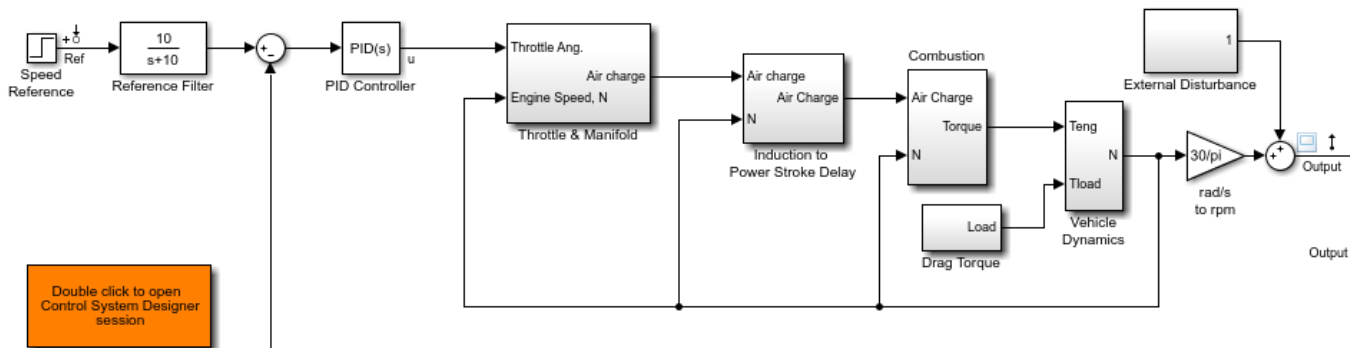 Ref
Speed
Reference
10
s+10
Reference Filter
+
−
PID(s)
u
PID Controller
Throttle Ang.
Air charge
Engine Speed, N
Throttle & Manifold
Air charge
Air Charge
N
Induction to
Power Stroke Delay
Combustion
Air Charge
Torque
N
Load
Drag Torque
Teng
N
Tload
Vehicle
Dynamics
1
External Disturbance
30/pi
rad/s
to rpm
+
+
Output
Output
Double click to open
Control System Designer
session